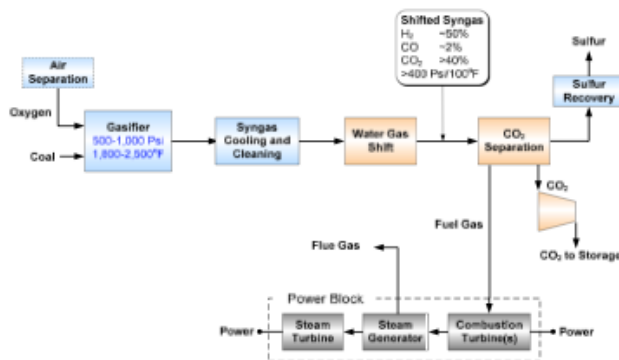 Shifted Syngas
H₂ ~50%
CO ~2%
CO₂ >40%
>400 Psi/100°F
Sulfur
Air
Separation
Sulfur
Recovery
Oxygen
Gasifier
500-1,000 Psi
1,800-2,500°F
Coal
Syngas
Cooling and
Cleaning
Water Gas
Shift
CO₂
Separation
CO₂
Fuel Gas
CO₂ to Storage
Flue Gas
Power Block
Power
Steam
Turbine
Steam
Generator
Combustion
Turbine(s)
Power